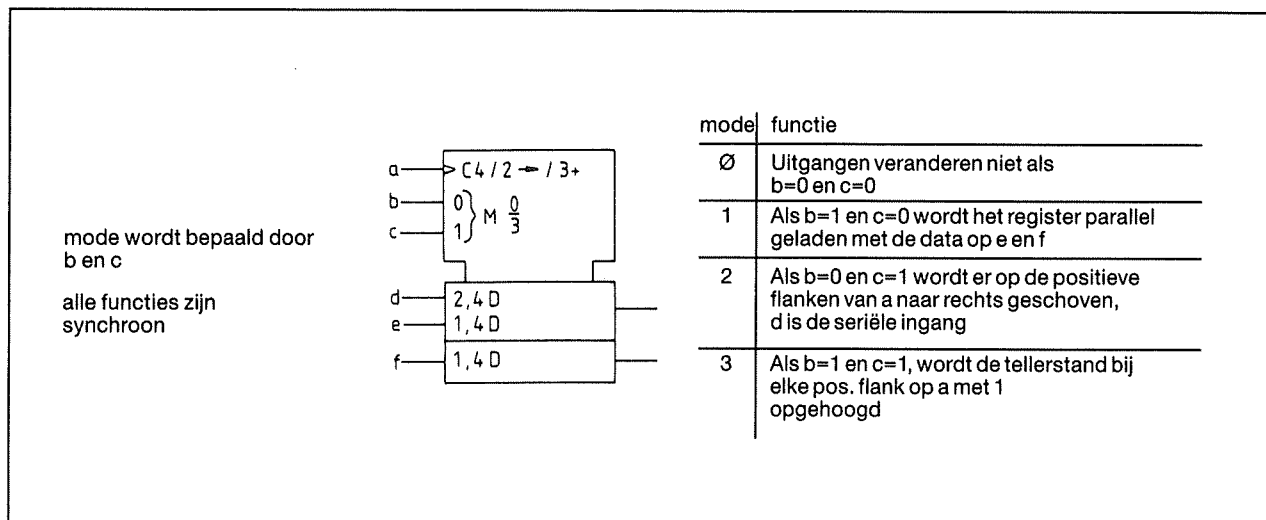 mode wordt bepaald door
b en c
alle functies zijn
synchroon
a
> C4 / 2 → / 3+
b
0
c
1
} M 0/3
d
2,4 D
e
1,4 D
f
1,4 D
mode functie
Ø Uitgangen veranderen niet als
b=0 en c=0
1 Als b=1 en c=0 wordt het register parallel
geladen met de data op e en f
2 Als b=0 en c=1 wordt er op de positieve
flanken van a naar rechts geschoven,
d is de seriële ingang
3 Als b=1 en c=1, wordt de tellerstand bij
elke pos. flank op a met 1
opgehoogd